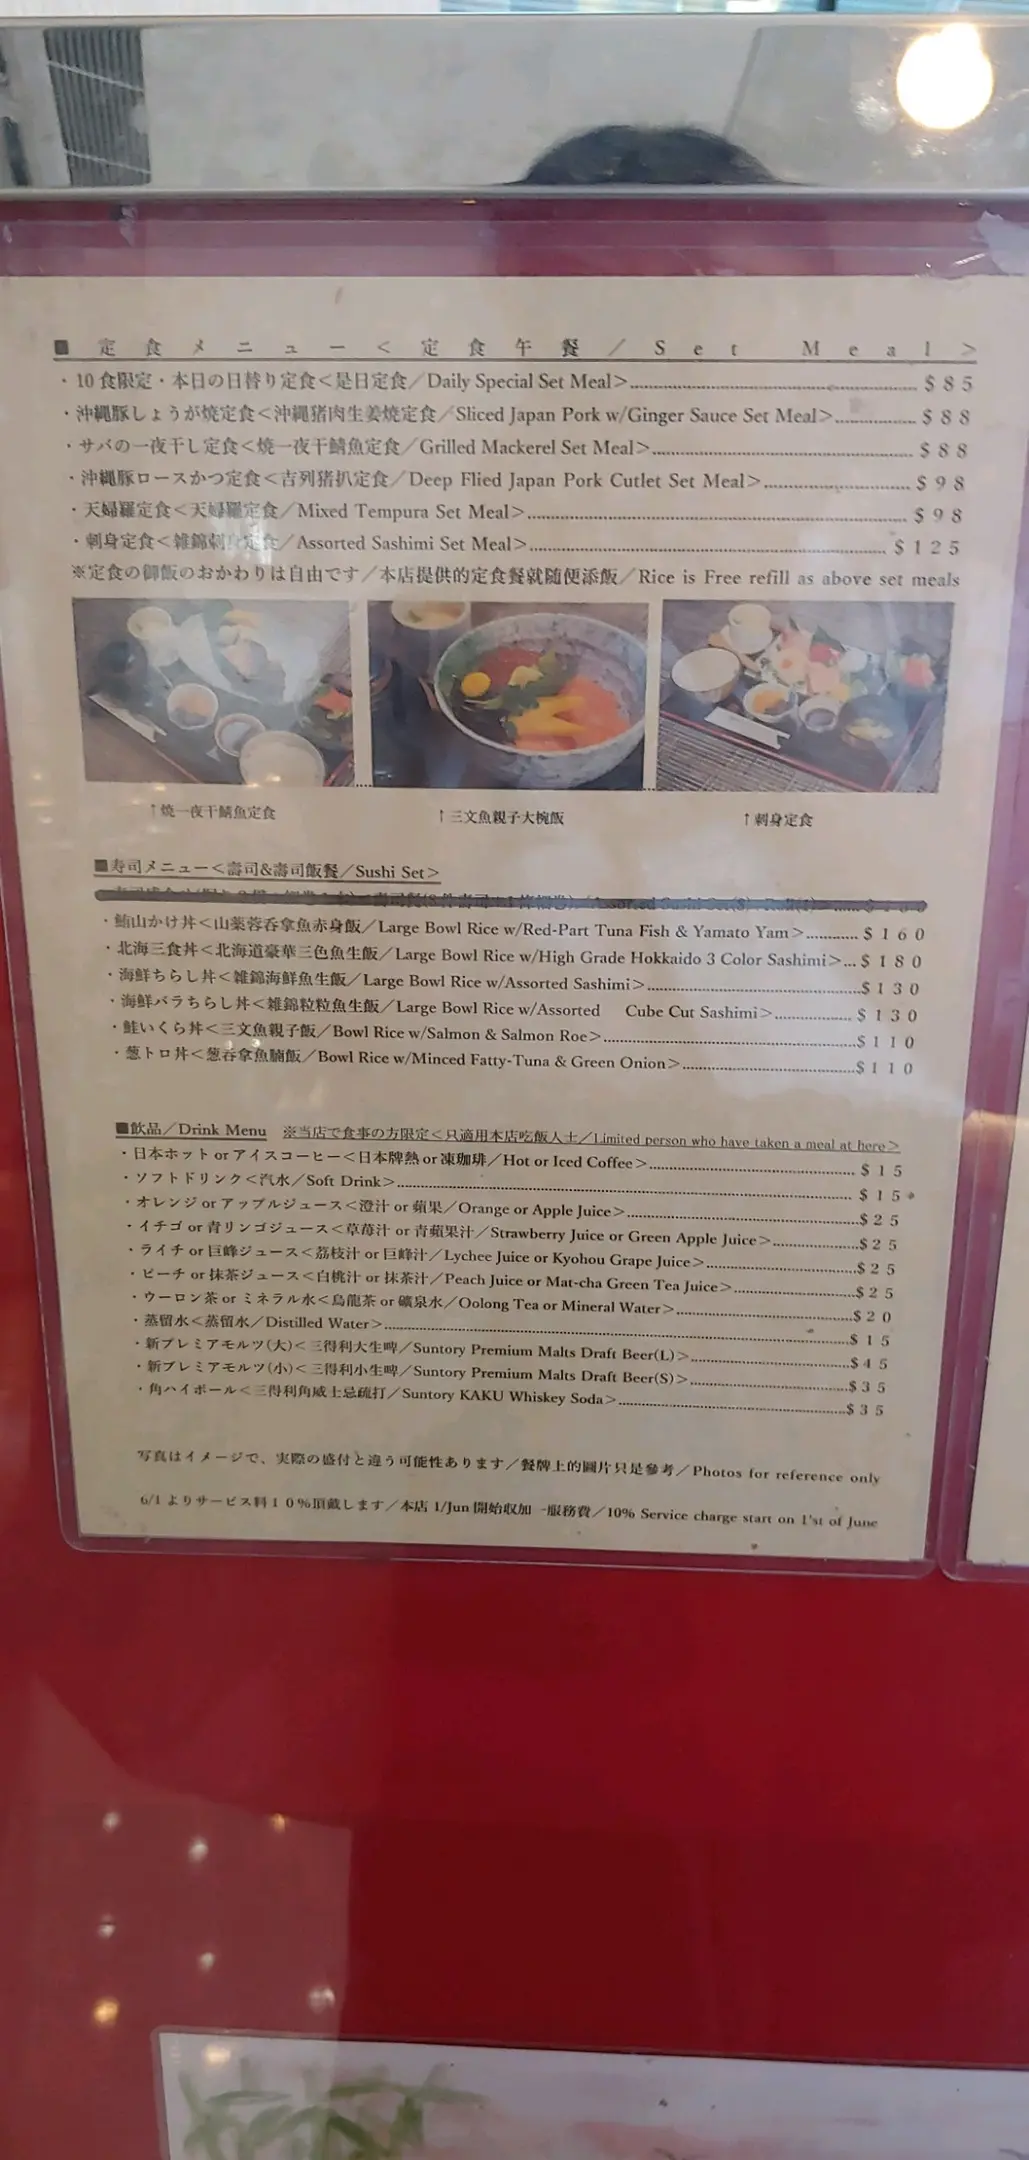 ■定食メニュー<定食午餐/Set Meal>
・10食限定・本日の日替り定食<是日定食/Daily Special Set Meal>................ $85
・沖縄豚しょうが焼定食<沖縄猪肉生姜焼定食/Sliced Japan Pork w/Ginger Sauce Set Meal>................ $88
・サバの一夜干し定食<焼一夜干鯖魚定食/Grilled Mackerel Set Meal>................ $88
・沖縄豚ロースかつ定食<吉列猪扒定食/Deep Flied Japan Pork Cutlet Set Meal>................ $98
・天婦羅定食<天婦羅定食/Mixed Tempura Set Meal>................ $98
・刺身定食<雑錦刺身定食/Assorted Sashimi Set Meal>................ $125
※定食の御飯のおかわりは自由です/本店提供的定食餐就随便添飯/Rice is Free refill as above set meals
↑焼一夜干鯖魚定食
↑三文魚親子大椀飯
↑刺身定食
■寿司メニュー<壽司&壽司飯餐/Sushi Set>
・鮪山かけ丼<山薬蓉呑拿魚赤身飯/Large Bowl Rice w/Red-Part Tuna Fish & Yamato Yam>............ $160
・北海三食丼<北海道豪華三色魚生飯/Large Bowl Rice w/High Grade Hokkaido 3 Color Sashimi>... $180
・海鮮ちらし丼<雑錦海鮮魚生飯/Large Bowl Rice w/Assorted Sashimi>................ $130
・海鮮バラちらし丼<雑錦粒粒魚生飯/Large Bowl Rice w/Assorted Cube Cut Sashimi>................ $130
・鮭いくら丼<三文魚親子飯/Bowl Rice w/Salmon & Salmon Roe>................ $110
・葱トロ丼<葱呑拿魚腩飯/Bowl Rice w/Minced Fatty-Tuna & Green Onion>................ $110
■飲品/Drink Menu ※当店で食事の方限定<只適用本店吃飯人士/Limited person who have taken a meal at here>
・日本ホット or アイスコーヒー<日本牌熱 or 凍珈琲/Hot or Iced Coffee>................ $15
・ソフトドリンク<汽水/Soft Drink>................ $15
・オレンジ or アップルジュース<澄汁 or 蘋果/Orange or Apple Juice>................ $25
・イチゴ or 青リンゴジュース<草苺汁 or 青蘋果汁/Strawberry Juice or Green Apple Juice>................ $25
・ライチ or 巨峰ジュース<茘枝汁 or 巨峰汁/Lychee Juice or Kyohou Grape Juice>................ $25
・ピーチ or 抹茶ジュース<白桃汁 or 抹茶汁/Peach Juice or Mat-cha Green Tea Juice>................ $25
・ウーロン茶 or ミネラル水<烏龍茶 or 礦泉水/Oolong Tea or Mineral Water>................ $20
・蒸留水<蒸留水/Distilled Water>................ $15
・新プレミアモルツ(大)<三得利大生啤/Suntory Premium Malts Draft Beer(L)>................ $45
・新プレミアモルツ(小)<三得利小生啤/Suntory Premium Malts Draft Beer(S)>................ $35
・角ハイボール<三得利角威士忌疏打/Suntory KAKU Whiskey Soda>................ $35
写真はイメージで、実際の盛付と違う可能性あります/餐牌上的圖片只是參考/Photos for reference only
6/1よりサービス料10%頂戴します/本店 1/Jun 開始収加一服務費/10% Service charge start on 1'st of June